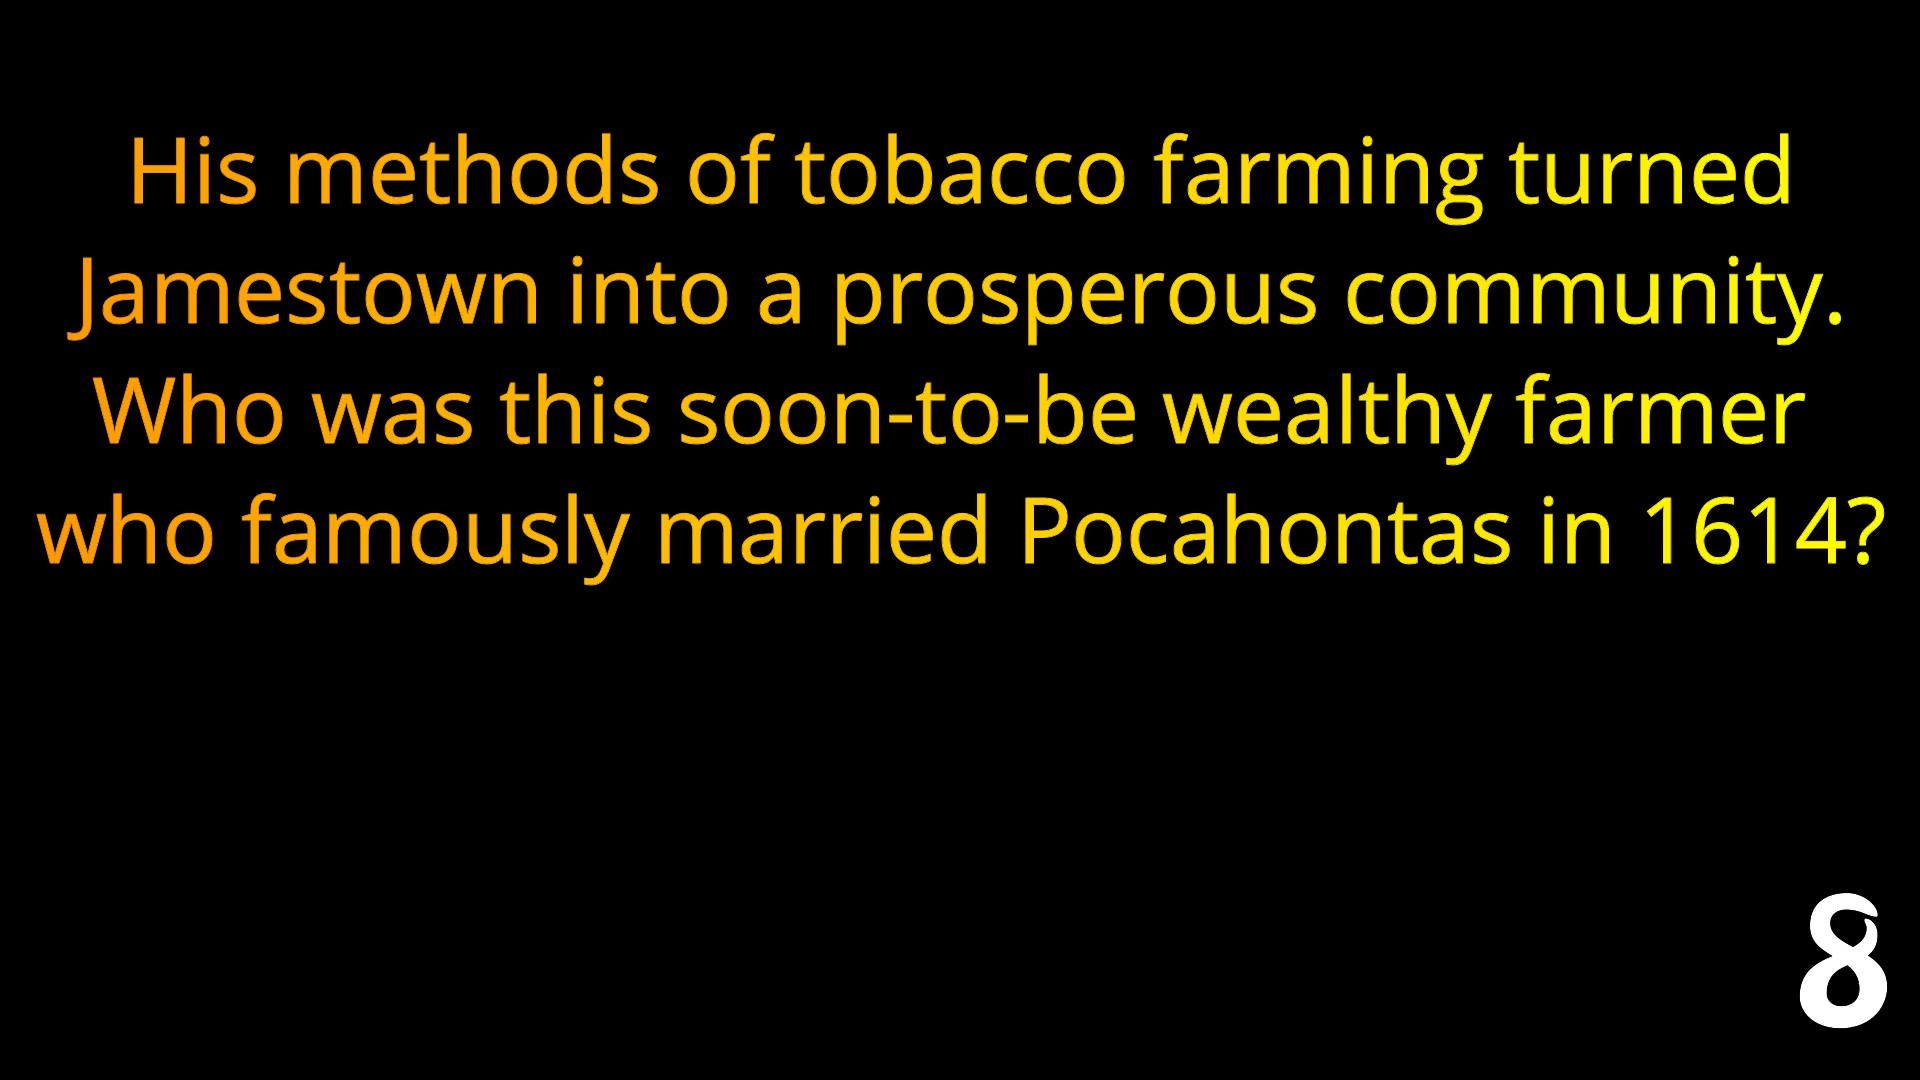 His methods of tobacco farming turned
Jamestown into a prosperous community.
Who was this soon-to-be wealthy farmer
who famously married Pocahontas in 1614?
8